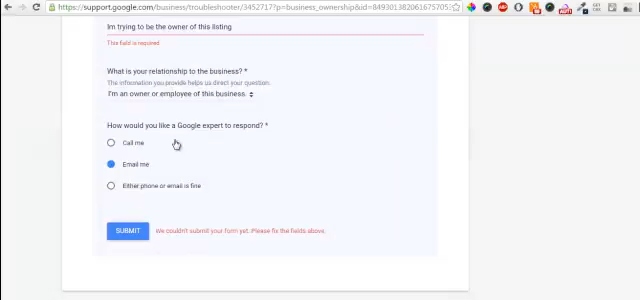 https://support.google.com/business/troubleshooter/3452717?p=business_ownership&id=849301382061675705
Im trying to be the owner of this listing
This field is required
What is your relationship to the business? *
The information you provide helps us direct your question.
I'm an owner or employee of this business.
How would you like a Google expert to respond? *
Call me
Email me
Either phone or email is fine
SUBMIT We couldn't submit your form yet. Please fix the fields above.